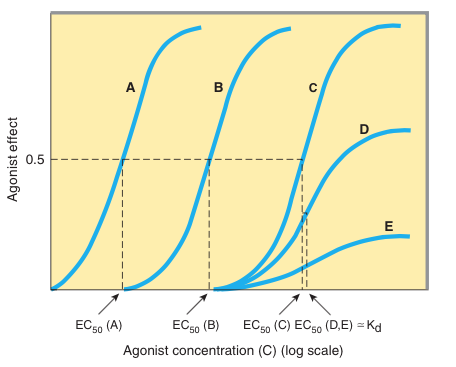 A
B
C
D
E
Agonist effect
0.5
EC50 (A)
EC50 (B)
EC50 (C)
EC50 (D,E) ≃ Kd
Agonist concentration (C) (log scale)